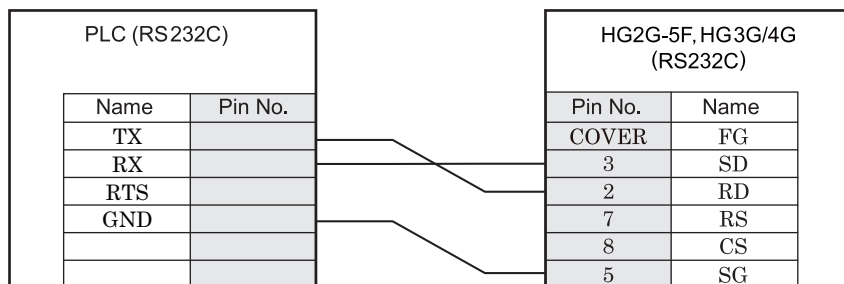 PLC (RS232C)
Name Pin No.
TX
RX
RTS
GND
HG2G-5F, HG3G/4G
(RS232C)
Pin No. Name
COVER FG
3 SD
2 RD
7 RS
8 CS
5 SG